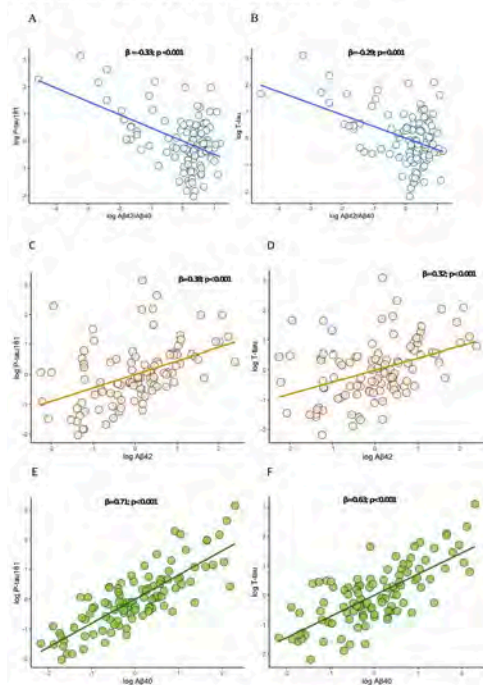 A
B
β =-0.33; p<0.001
β=-0.29; p=0.001
log P-tau181
log T-tau
log Aβ42/Aβ40
log Aβ42/Aβ40
C
D
β=0.38; p<0.001
β=0.32; p<0.001
log P-tau181
log T-tau
log Aβ42
log Aβ42
E
F
β=0.71; p<0.001
β=0.63; p<0.001
log P-tau181
log T-tau
log Aβ40
log Aβ40